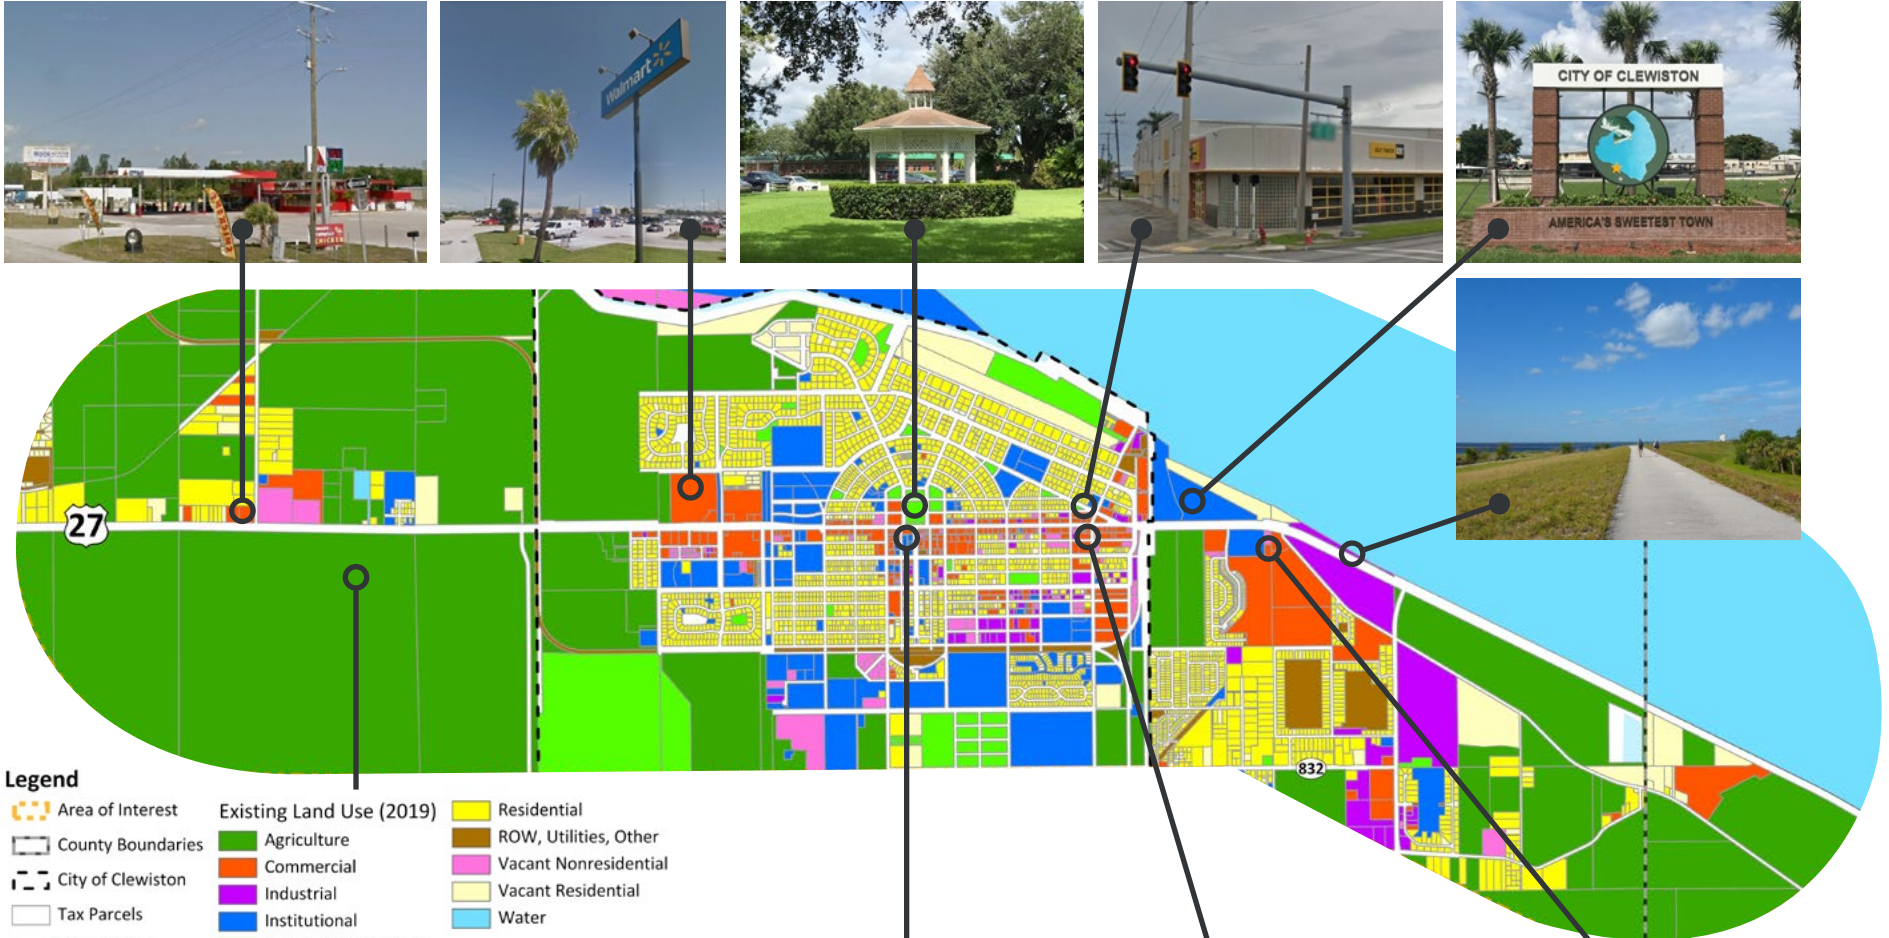 Walmart
CITY OF CLEWISTON
AMERICA'S SWEETEST TOWN
CHICKEN
27
832
Legend
Area of Interest
County Boundaries
City of Clewiston
Tax Parcels
Existing Land Use (2019)
Agriculture
Commercial
Industrial
Institutional
Residential
ROW, Utilities, Other
Vacant Nonresidential
Vacant Residential
Water